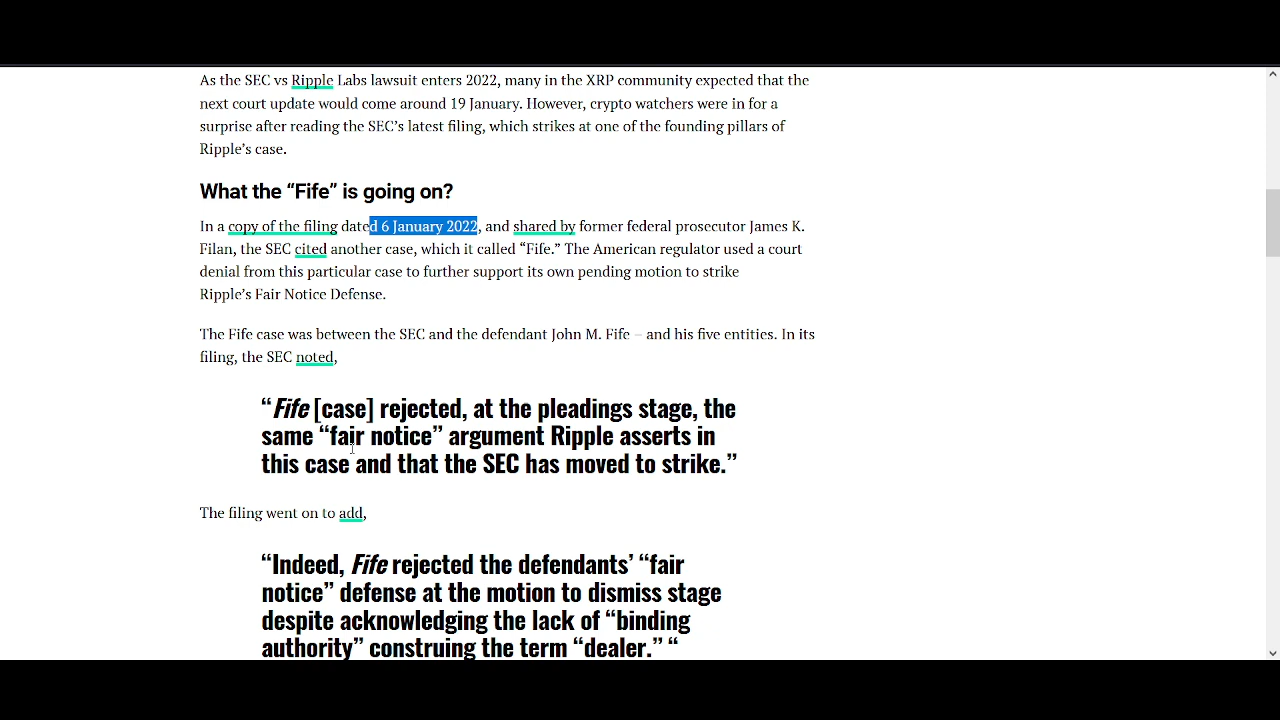 As the SEC vs Ripple Labs lawsuit enters 2022, many in the XRP community expected that the
next court update would come around 19 January. However, crypto watchers were in for a
surprise after reading the SEC’s latest filing, which strikes at one of the founding pillars of
Ripple’s case.
What the “Fife” is going on?
In a copy of the filing dated 6 January 2022, and shared by former federal prosecutor James K.
Filan, the SEC cited another case, which it called “Fife.” The American regulator used a court
denial from this particular case to further support its own pending motion to strike
Ripple’s Fair Notice Defense.
The Fife case was between the SEC and the defendant John M. Fife – and his five entities. In its
filing, the SEC noted,
“Fife [case] rejected, at the pleadings stage, the
same “fair notice” argument Ripple asserts in
this case and that the SEC has moved to strike.”
The filing went on to add,
“Indeed, Fife rejected the defendants’ “fair
notice” defense at the motion to dismiss stage
despite acknowledging the lack of “binding
authority” construing the term “dealer.” “